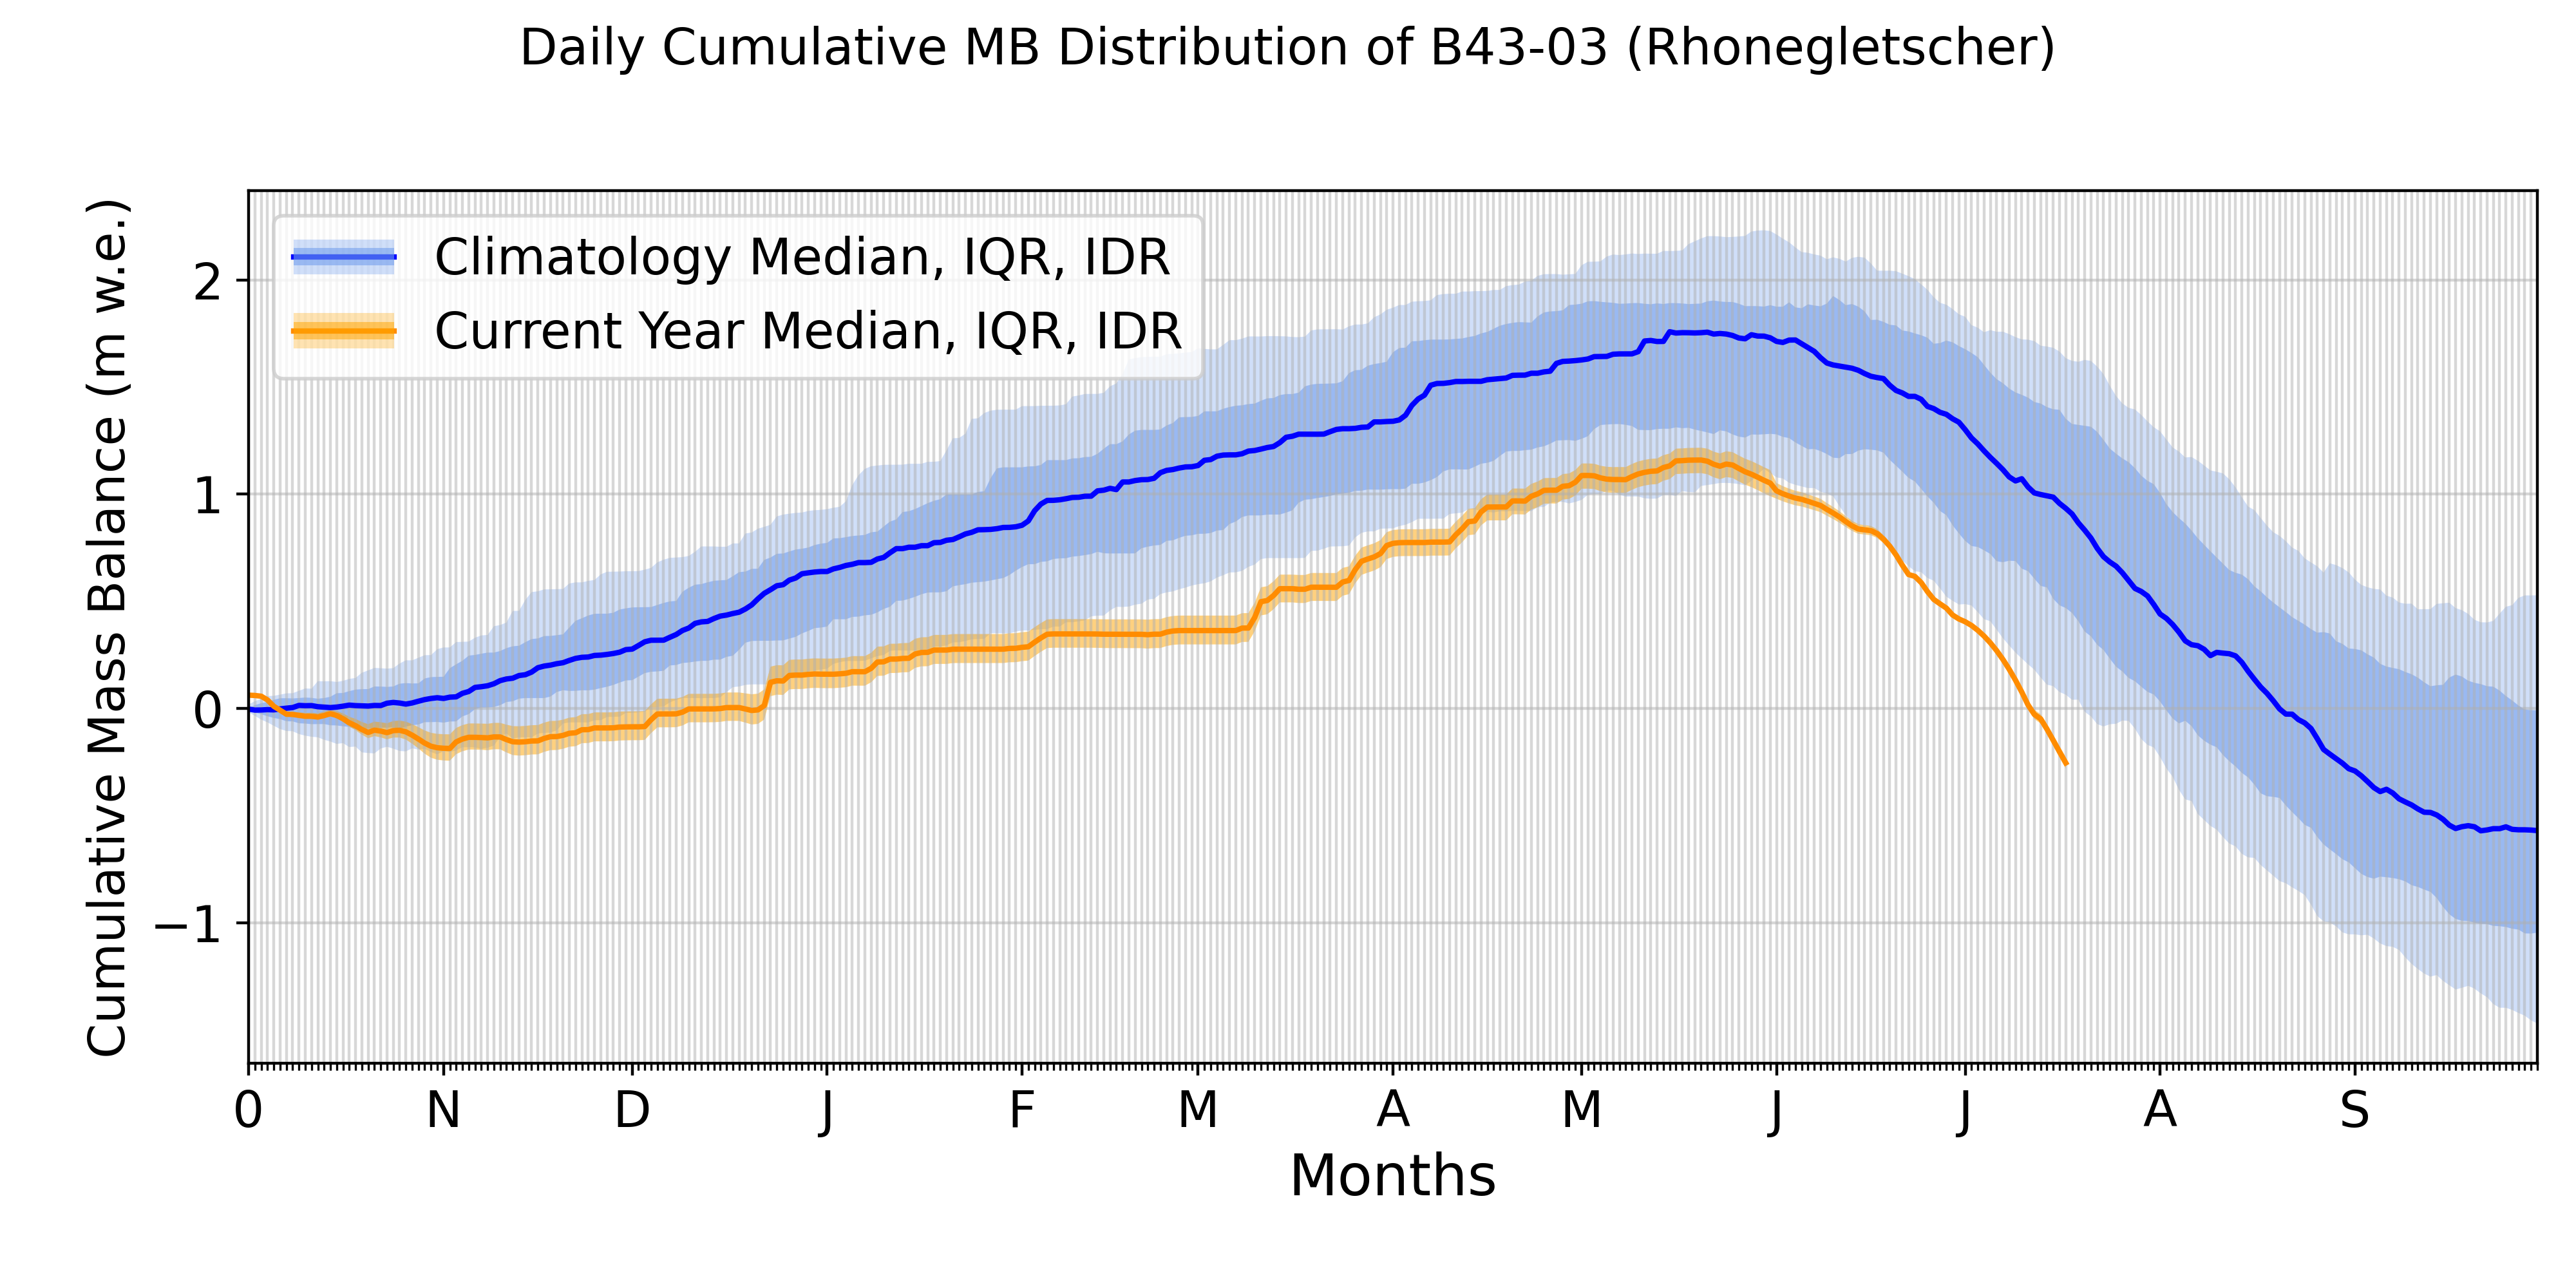 Daily Cumulative MB Distribution of B43-03 (Rhonegletscher)
Cumulative Mass Balance (m w.e.)
Climatology Median, IQR, IDR
Current Year Median, IQR, IDR
2
1
0
−1
0 N D J F M A M J J A S
Months